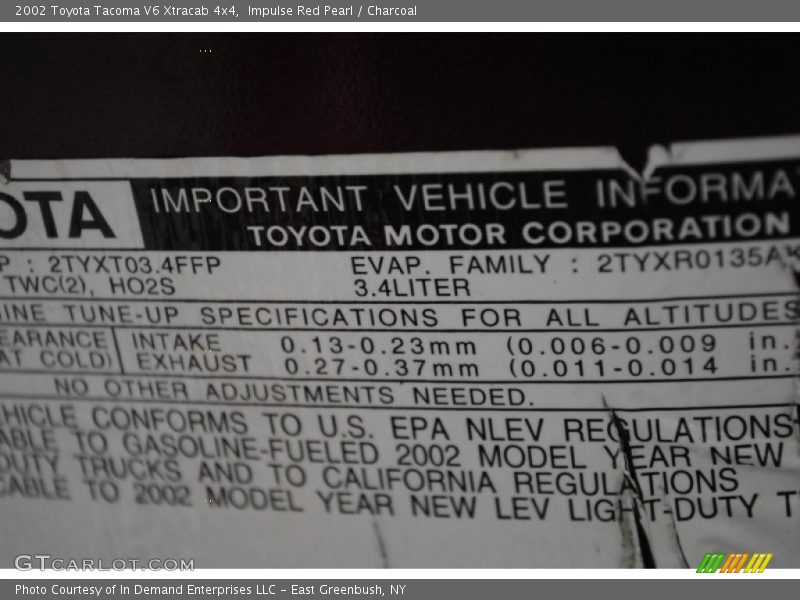 2002 Toyota Tacoma V6 Xtracab 4x4, Impulse Red Pearl / Charcoal
OTA IMPORTANT VEHICLE INFORMA
TOYOTA MOTOR CORPORATION
P : 2TYXT03.4FFP EVAP. FAMILY : 2TYXR0135AK
TWC(2), HO2S 3.4LITER
INE TUNE-UP SPECIFICATIONS FOR ALL ALTITUDES
EARANCE INTAKE 0.13-0.23mm (0.006-0.009 in.
AT COLD) EXHAUST 0.27-0.37mm (0.011-0.014 in.
NO OTHER ADJUSTMENTS NEEDED.
HICLE CONFORMS TO U.S. EPA NLEV REGULATIONS
ABLE TO GASOLINE-FUELED 2002 MODEL YEAR NEW
DUTY TRUCKS AND TO CALIFORNIA REGULATIONS
CABLE TO 2002 MODEL YEAR NEW LEV LIGHT-DUTY T
GTcarlot.com
Photo Courtesy of In Demand Enterprises LLC - East Greenbush, NY